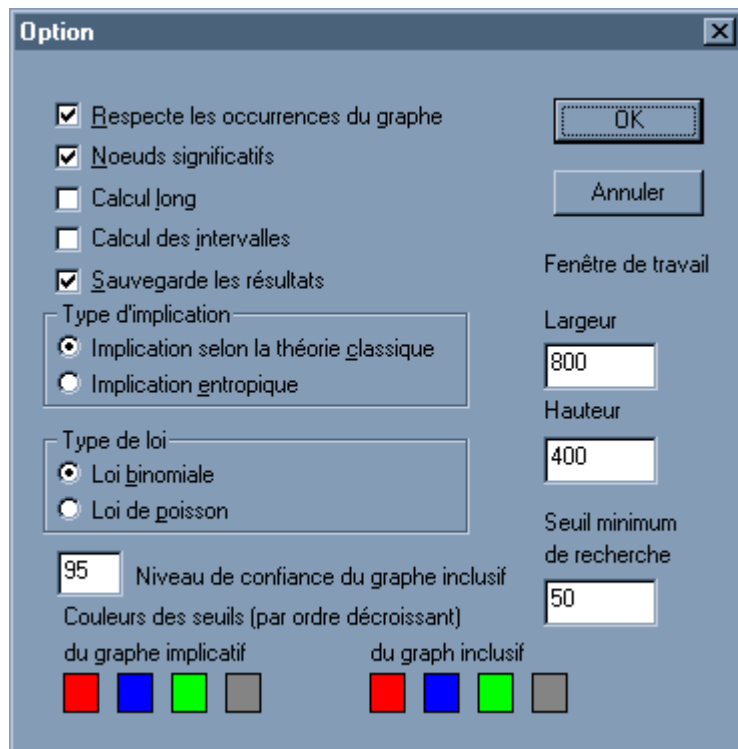 Option
Respecte les occurrences du graphe
OK
Noeuds significatifs
Calcul long
Annuler
Calcul des intervalles
Sauvegarde les résultats
Fenêtre de travail
Type d'implication
Implication selon la théorie classique
Implication entropique
Largeur
800
Hauteur
400
Type de loi
Loi binomiale
Loi de poisson
Seuil minimum
de recherche
50
95 Niveau de confiance du graphe inclusif
Couleurs des seuils (par ordre décroissant)
du graphe implicatif
du graph inclusif